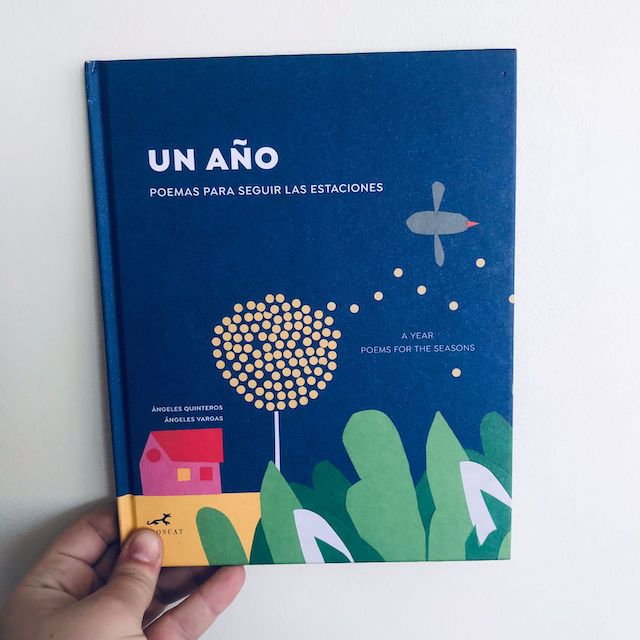 UN AÑO
POEMAS PARA SEGUIR LAS ESTACIONES
A YEAR
POEMS FOR THE SEASONS
ÁNGELES QUINTEROS
ÁNGELES VARGAS